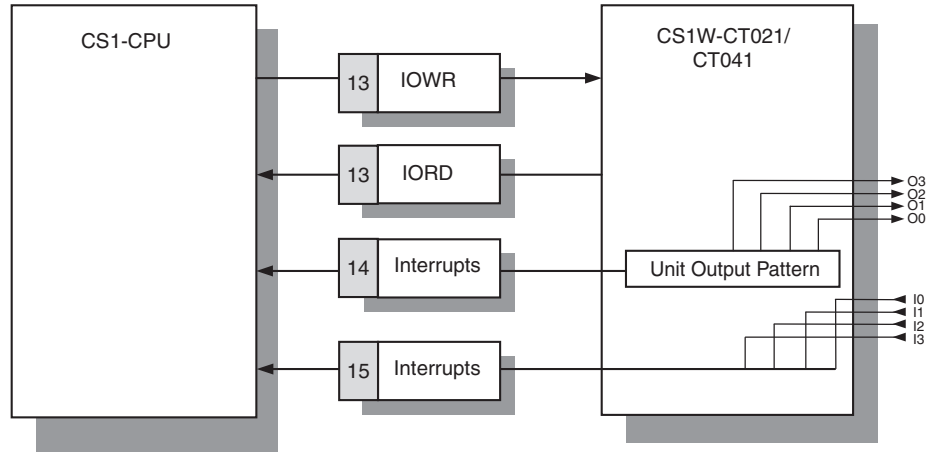 CS1-CPU
CS1W-CT021/
CT041
13 IOWR
13 IORD
O3
O2
O1
O0
14 Interrupts
Unit Output Pattern
I0
I1
I2
I3
15 Interrupts